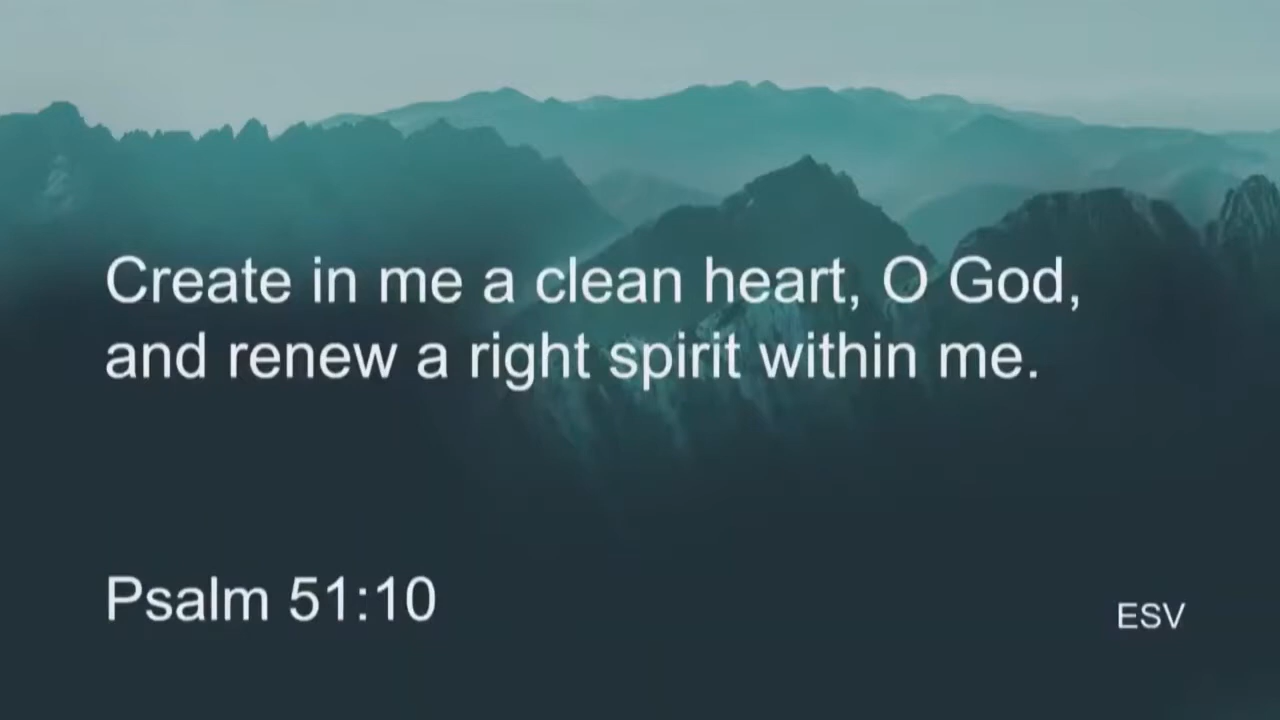 Create in me a clean heart, O God,
and renew a right spirit within me.
Psalm 51:10
ESV